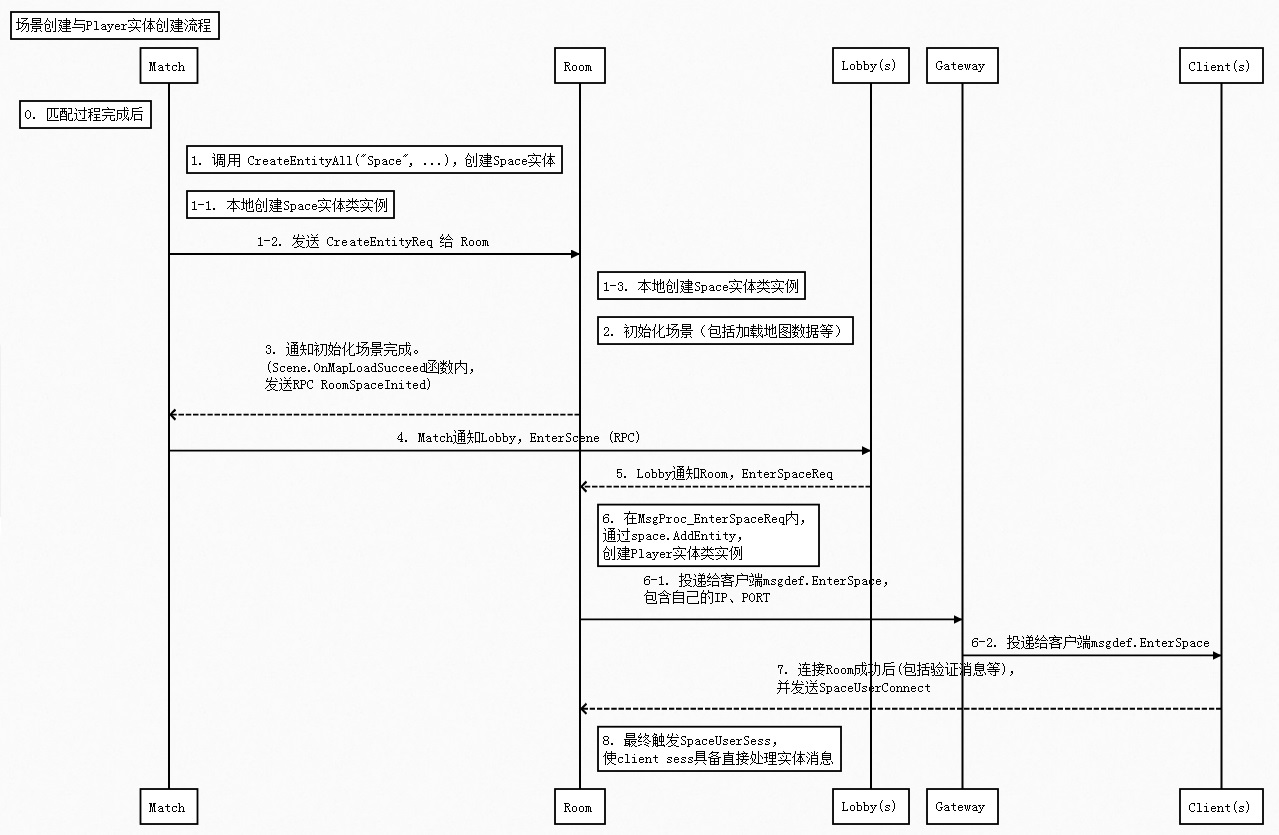 场景创建与Player实体创建流程
Match
Room
Lobby(s)
Gateway
Client(s)
0. 匹配过程完成后
1. 调用 CreateEntityAll("Space", ...)，创建Space实体
1-1. 本地创建Space实体类实例
1-2. 发送 CreateEntityReq 给 Room
1-3. 本地创建Space实体类实例
2. 初始化场景（包括加载地图数据等）
3. 通知初始化场景完成。
(Scene.OnMapLoadSucceed函数内，
发送RPC RoomSpaceInited)
4. Match通知Lobby，EnterScene (RPC)
5. Lobby通知Room，EnterSpaceReq
6. 在MsgProc_EnterSpaceReq内，
通过space.AddEntity，
创建Player实体类实例
6-1. 投递给客户端msgdef.EnterSpace，
包含自己的IP、PORT
6-2. 投递给客户端msgdef.EnterSpace
7. 连接Room成功后(包括验证消息等)，
并发送SpaceUserConnect
8. 最终触发SpaceUserSess，
使client sess具备直接处理实体消息
Match
Room
Lobby(s)
Gateway
Client(s)